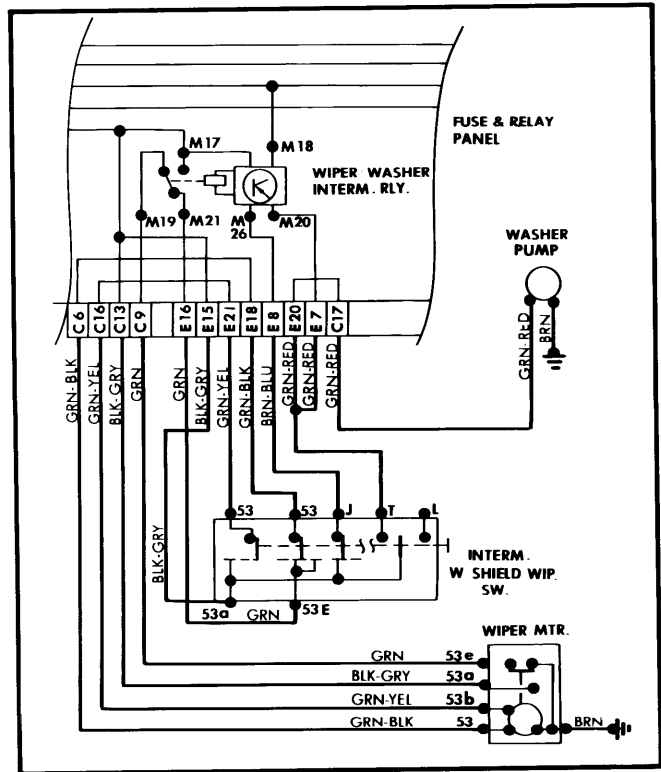 FUSE & RELAY
PANEL
M17
M18
WIPER WASHER
INTERM. RLY.
M19
M21
M
26
M20
WASHER
PUMP
C6
C16
C13
C9
E16
E15
E21
E18
E8
E20
E7
C17
GRN-BLK
GRN-YEL
BLK-GRY
GRN
GRN
BLK-GRY
GRN-YEL
GRN-BLK
BRN-BLU
GRN-RED
GRN-RED
GRN-RED
GRN-RED
BRN
BLK-GRY
53
53
J
T
L
INTERM.
W SHIELD WIP.
SW.
53a
GRN
53E
WIPER MTR.
GRN 53e
BLK-GRY 53a
GRN-YEL 53b
GRN-BLK 53
BRN